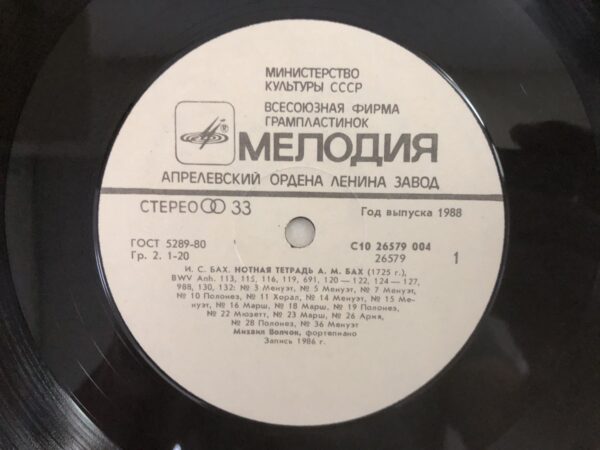 МИНИСТЕРСТВО
КУЛЬТУРЫ СССР
ВСЕСОЮЗНАЯ ФИРМА
ГРАМПЛАСТИНОК
МЕЛОДИЯ
АПРЕЛЕВСКИЙ ОРДЕНА ЛЕНИНА ЗАВОД
СТЕРЕО 33
Год выпуска 1988
ГОСТ 5289-80
Гр. 2. 1-20
С10 26579 004
26579
1
И. С. БАХ. НОТНАЯ ТЕТРАДЬ А. М. БАХ (1725 г.),
BWV Anh. 113, 115, 116, 119, 691, 120—122, 124—127,
988, 130, 132: № 3 Менуэт, № 5 Менуэт, № 7 Менуэт,
№ 10 Полонез, № 11 Хорал, № 14 Менуэт, № 15 Ме-
нуэт, № 16 Марш, № 18 Марш, № 19 Полонез,
№ 22 Мюзетт, № 23 Марш, № 26 Ария,
№ 28 Полонез, № 36 Менуэт
Михаил Волчок, фортепиано
Запись 1986 г.